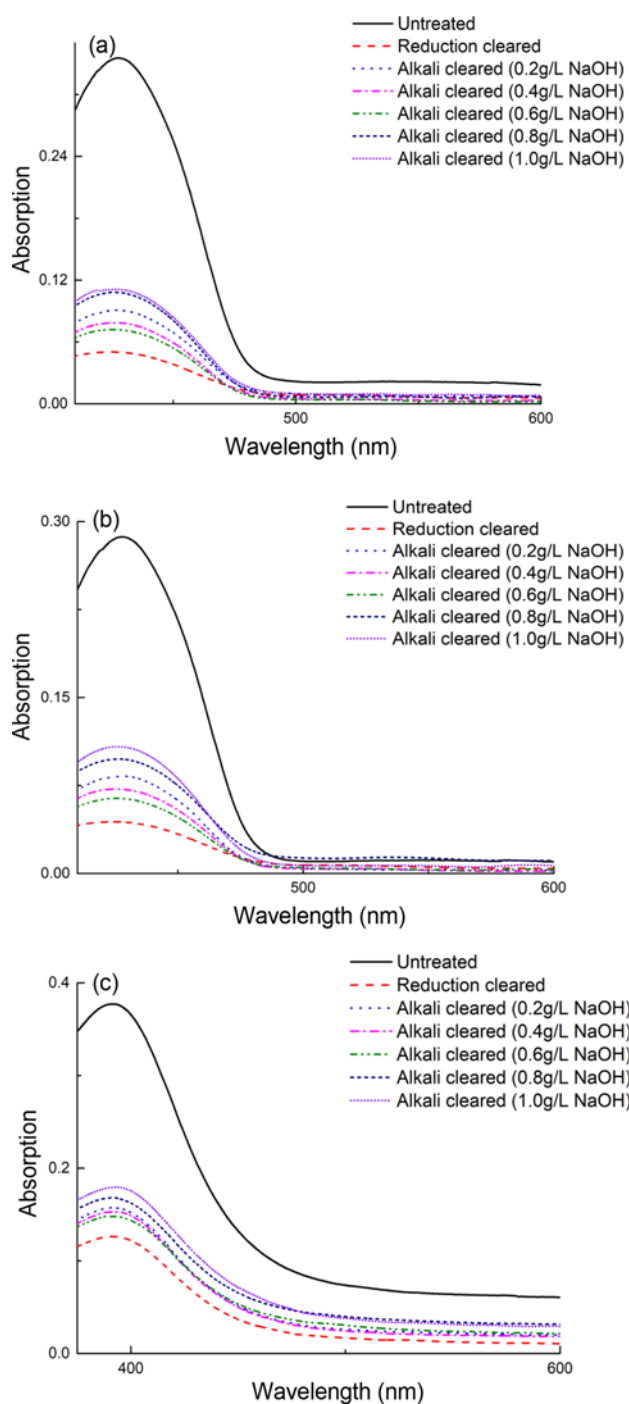 (a)
Untreated
Reduction cleared
Alkali cleared (0.2g/L NaOH)
Alkali cleared (0.4g/L NaOH)
Alkali cleared (0.6g/L NaOH)
Alkali cleared (0.8g/L NaOH)
Alkali cleared (1.0g/L NaOH)
Absorption
0.24
0.12
0.00
500
600
Wavelength (nm)
(b)
Untreated
Reduction cleared
Alkali cleared (0.2g/L NaOH)
Alkali cleared (0.4g/L NaOH)
Alkali cleared (0.6g/L NaOH)
Alkali cleared (0.8g/L NaOH)
Alkali cleared (1.0g/L NaOH)
Absorption
0.30
0.15
0.00
500
600
Wavelength (nm)
(c)
Untreated
Reduction cleared
Alkali cleared (0.2g/L NaOH)
Alkali cleared (0.4g/L NaOH)
Alkali cleared (0.6g/L NaOH)
Alkali cleared (0.8g/L NaOH)
Alkali cleared (1.0g/L NaOH)
Absorption
0.4
0.2
0.0
400
600
Wavelength (nm)